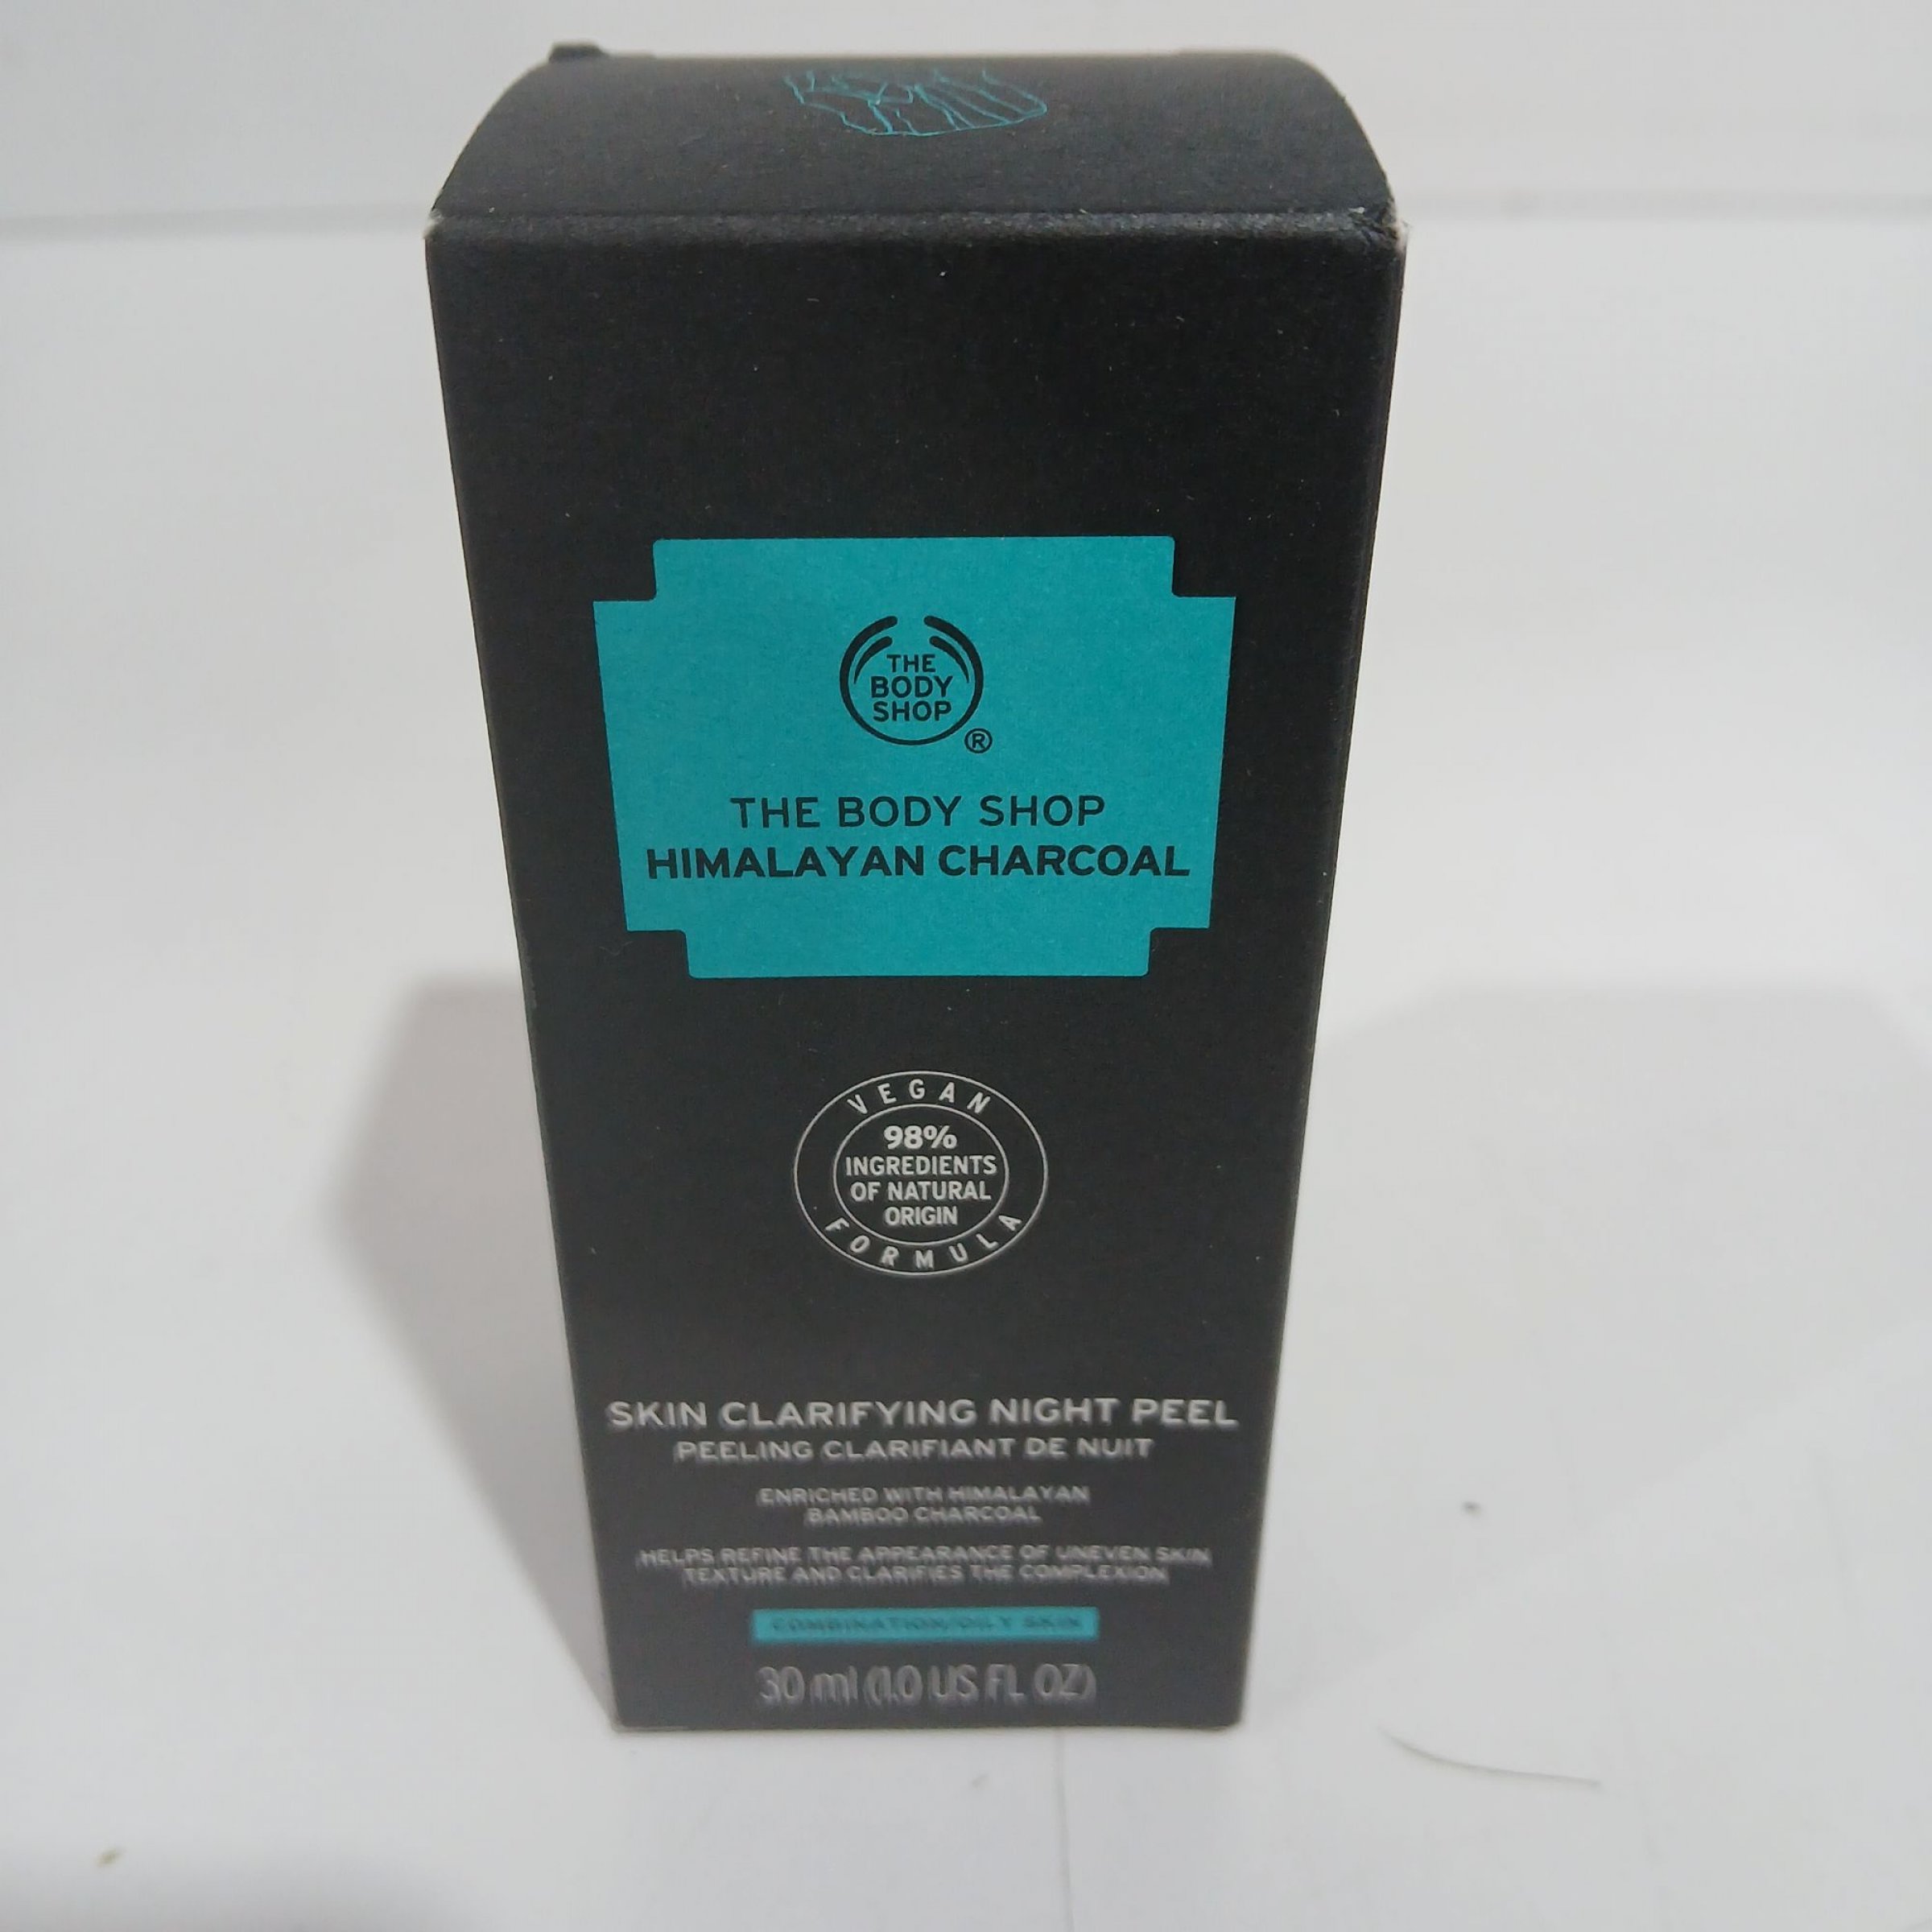 THE
BODY
SHOP
®
THE BODY SHOP
HIMALAYAN CHARCOAL
VEGAN
98%
INGREDIENTS
OF NATURAL
ORIGIN
FORMULA
SKIN CLARIFYING NIGHT PEEL
PEELING CLARIFIANT DE NUIT
ENRICHED WITH HIMALAYAN
BAMBOO CHARCOAL
HELPS REFINE THE APPEARANCE OF UNEVEN SKIN
TEXTURE AND CLARIFIES THE COMPLEXION
COMBINATION/OILY SKIN
30 ml (1.0 US FL OZ)